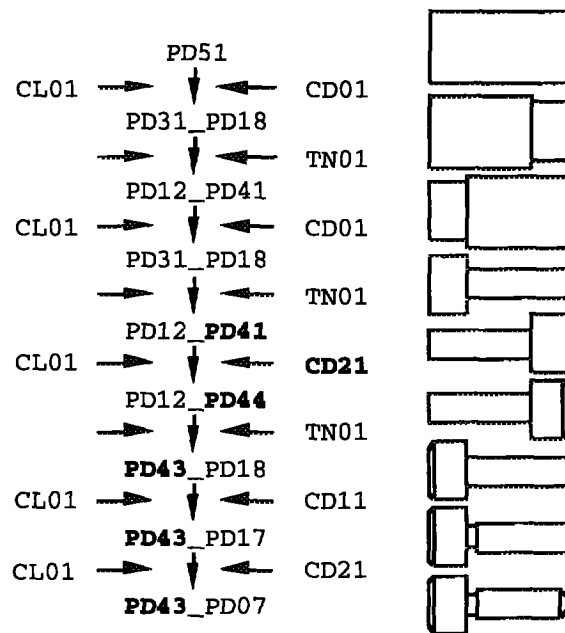 PD51
CL01 CD01
PD31_PD18
TN01
PD12_PD41
CL01 CD01
PD31_PD18
TN01
PD12_PD41
CL01 CD21
PD12_PD44
TN01
PD43_PD18
CL01 CD11
PD43_PD17
CL01 CD21
PD43_PD07